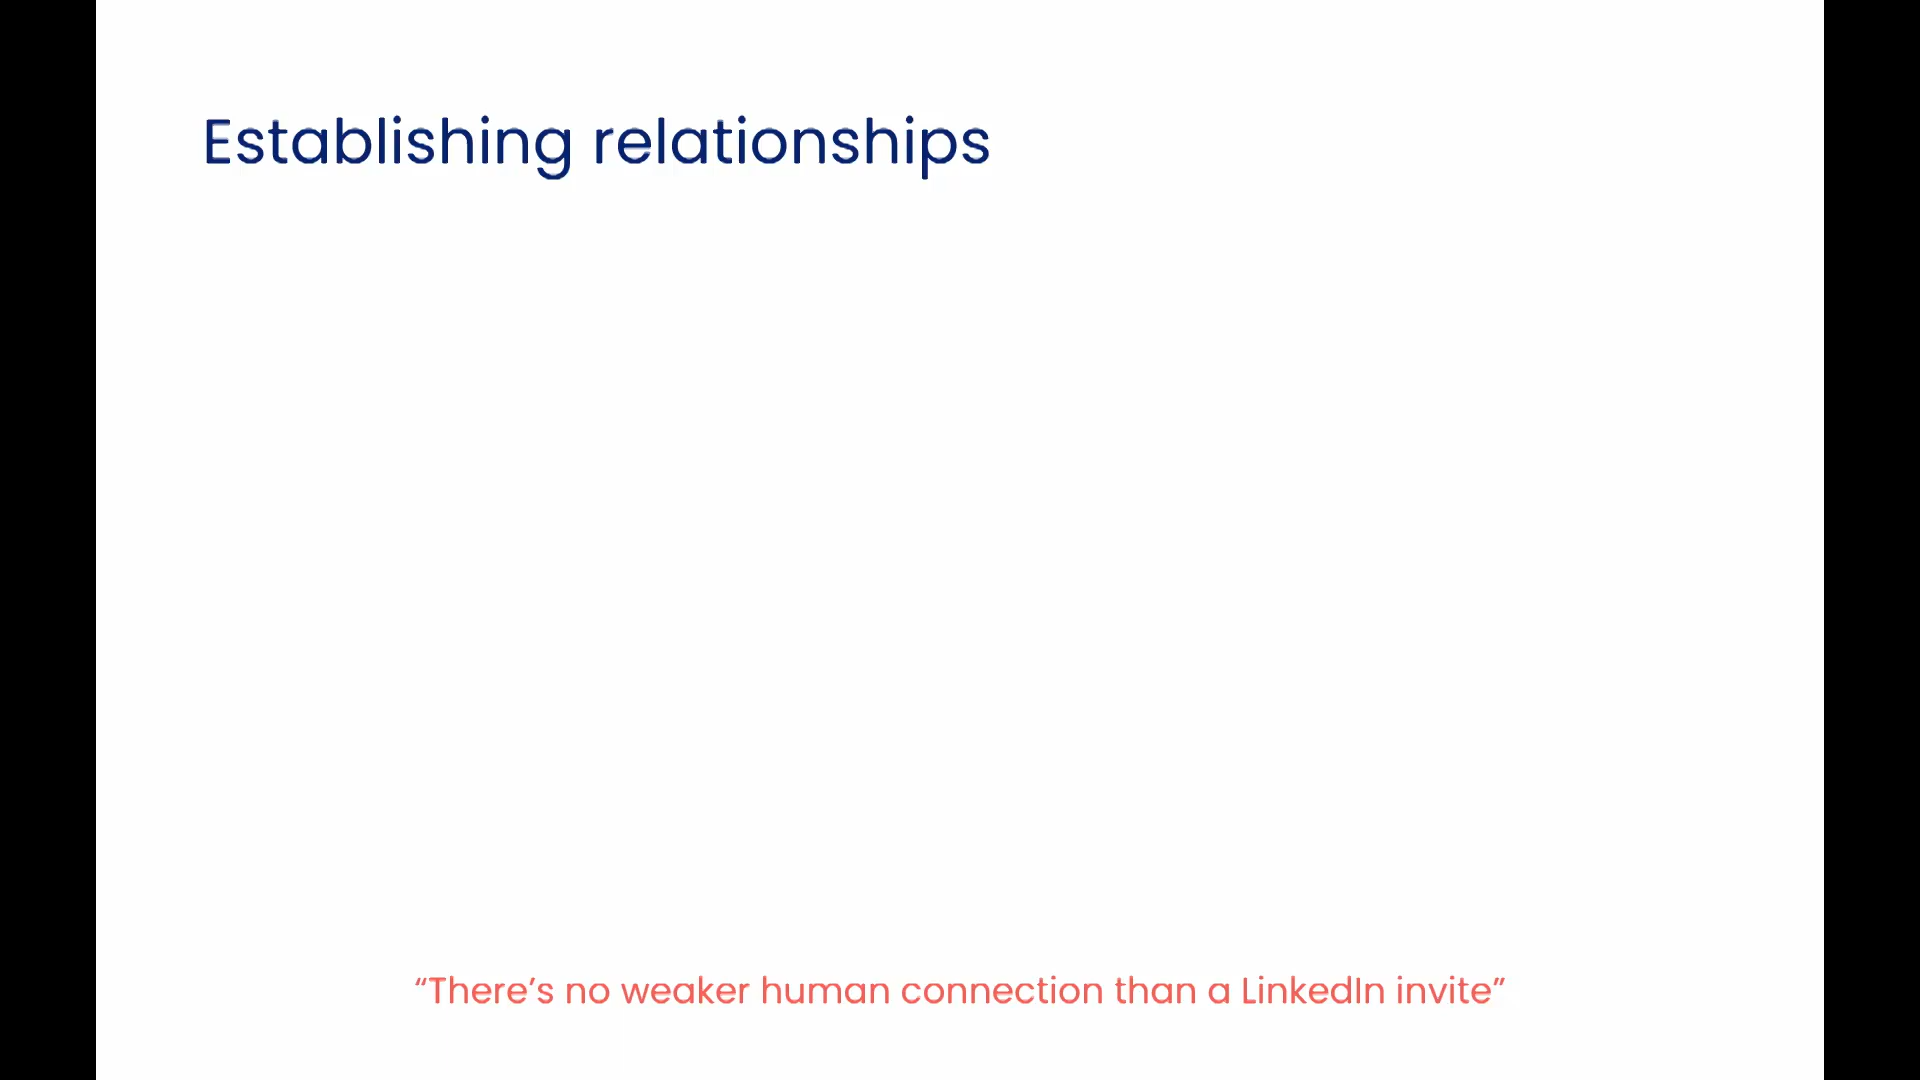 Establishing relationships
“There’s no weaker human connection than a LinkedIn invite”